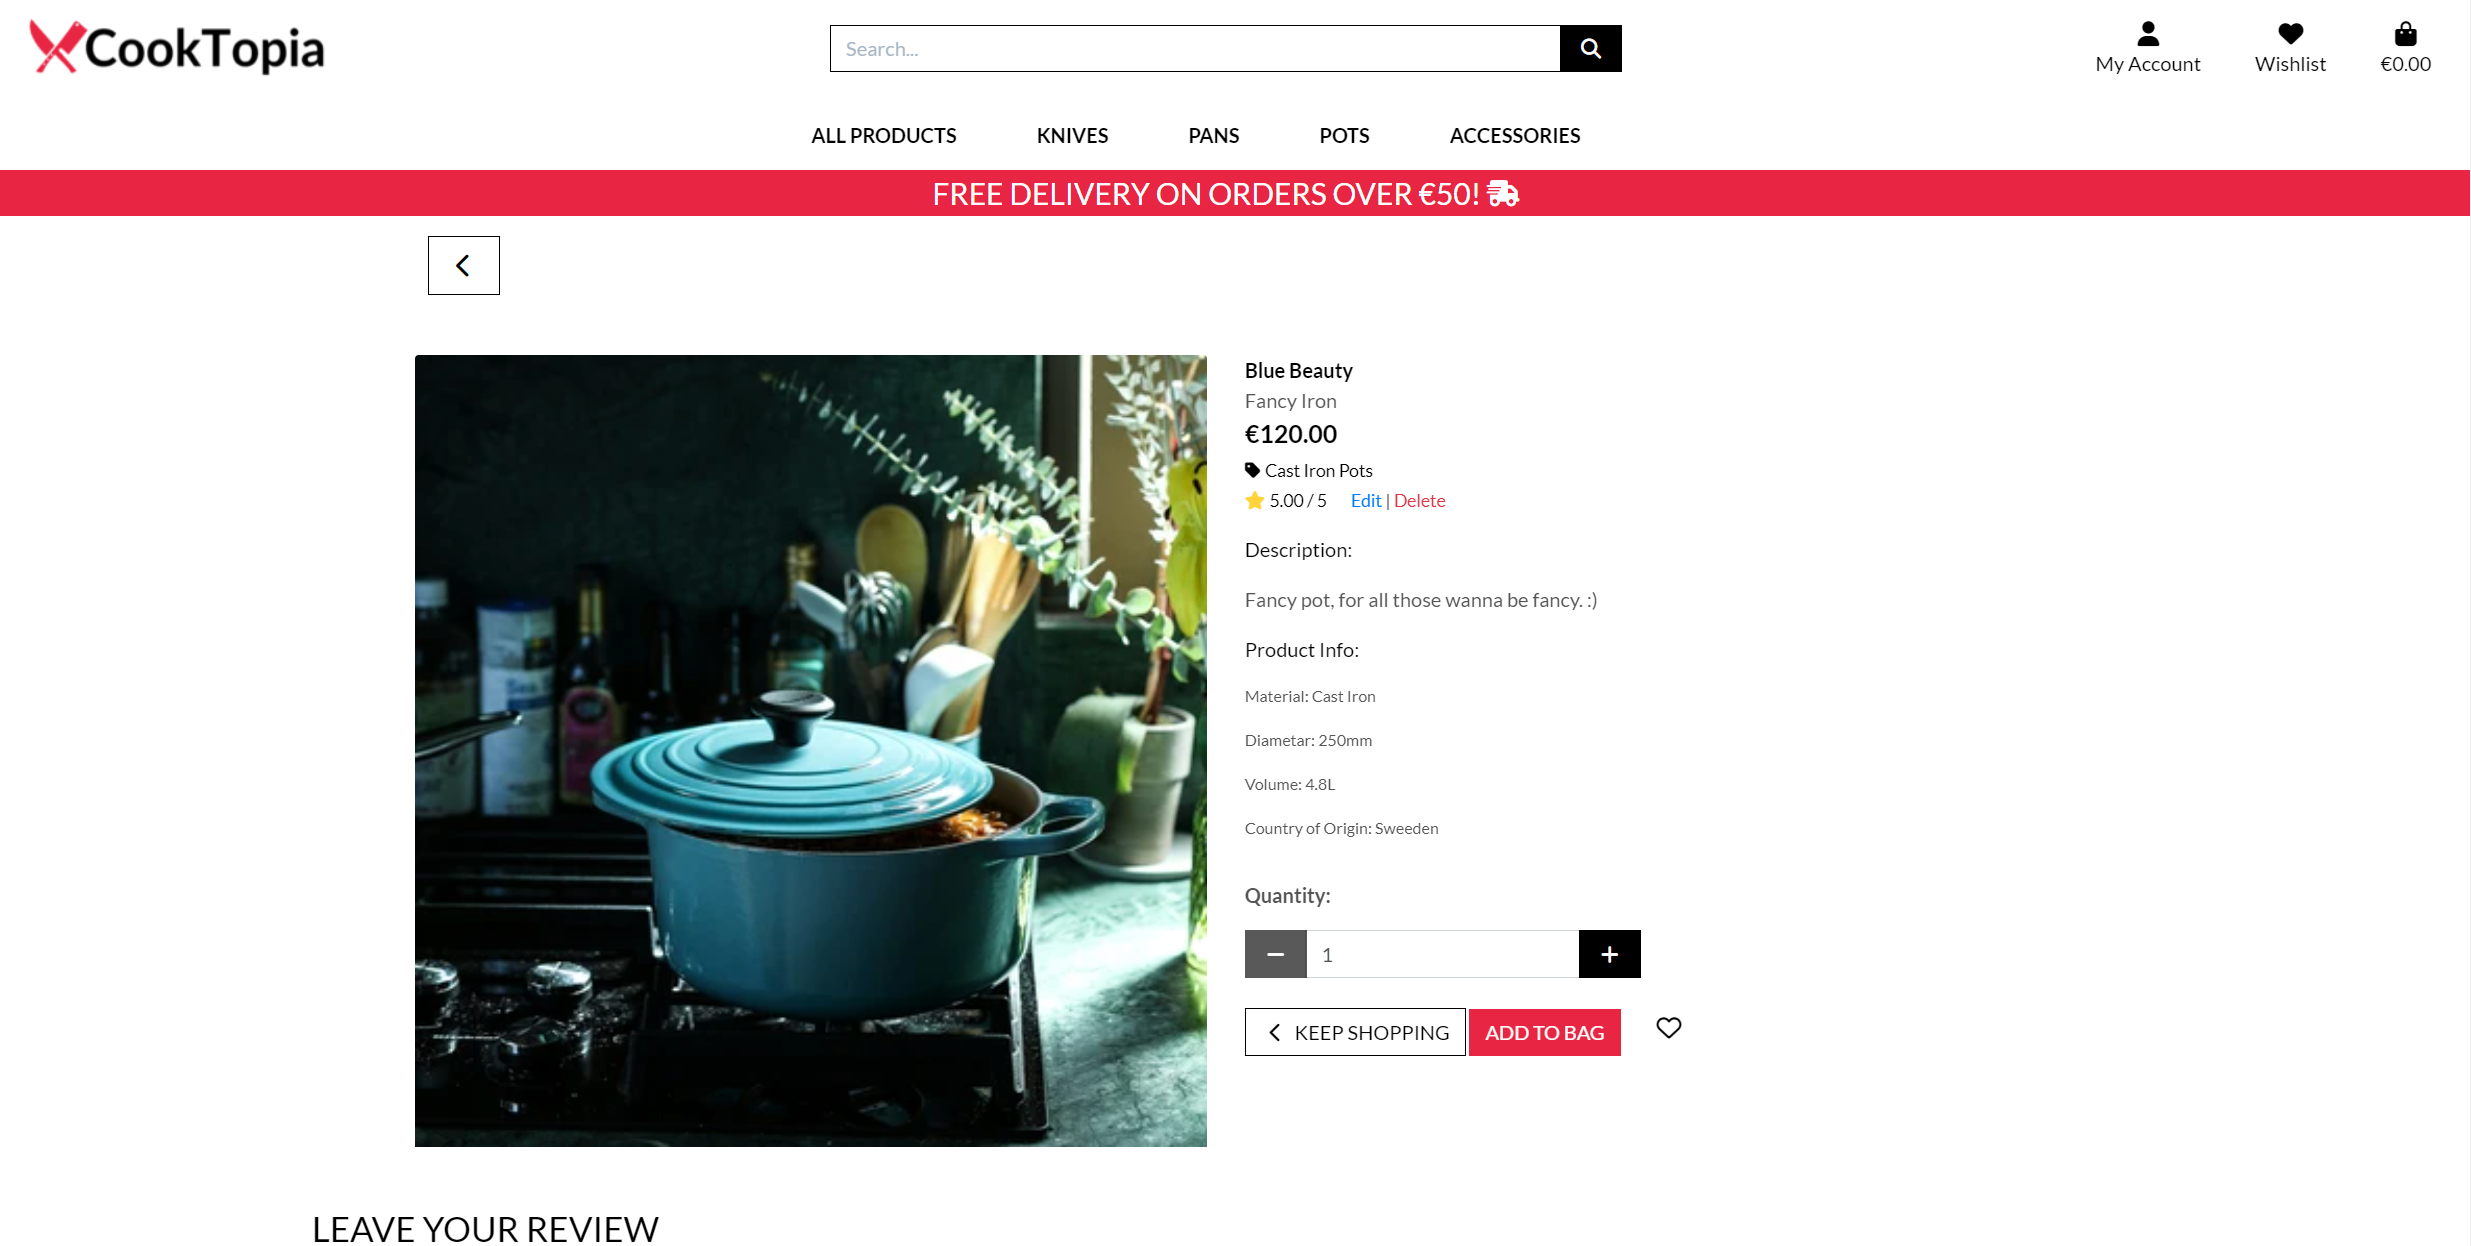 CookTopia
Search...
My Account
Wishlist
€0.00
ALL PRODUCTS
KNIVES
PANS
POTS
ACCESSORIES
FREE DELIVERY ON ORDERS OVER €50!
Blue Beauty
Fancy Iron
€120.00
Cast Iron Pots
5.00 / 5 Edit | Delete
Description:
Fancy pot, for all those wanna be fancy. :)
Product Info:
Material: Cast Iron
Diametar: 250mm
Volume: 4.8L
Country of Origin: Sweeden
Quantity:
1
KEEP SHOPPING
ADD TO BAG
LEAVE YOUR REVIEW